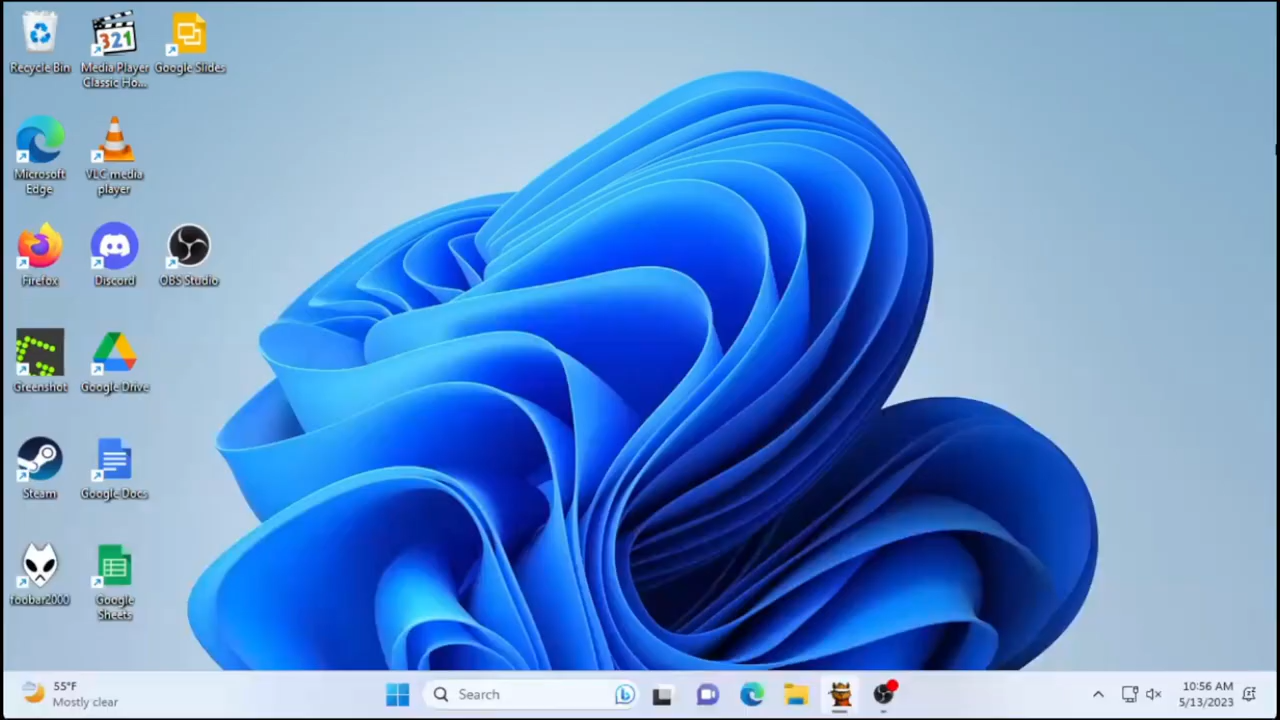 Recycle Bin
Media Player
Classic Ho...
Google Slides
Microsoft
Edge
VLC media
player
Firefox
Discord
OBS Studio
Greenshot
Google Drive
Steam
Google Docs
foobar2000
Google
Sheets
55°F
Mostly clear
Search
10:56 AM
5/13/2023